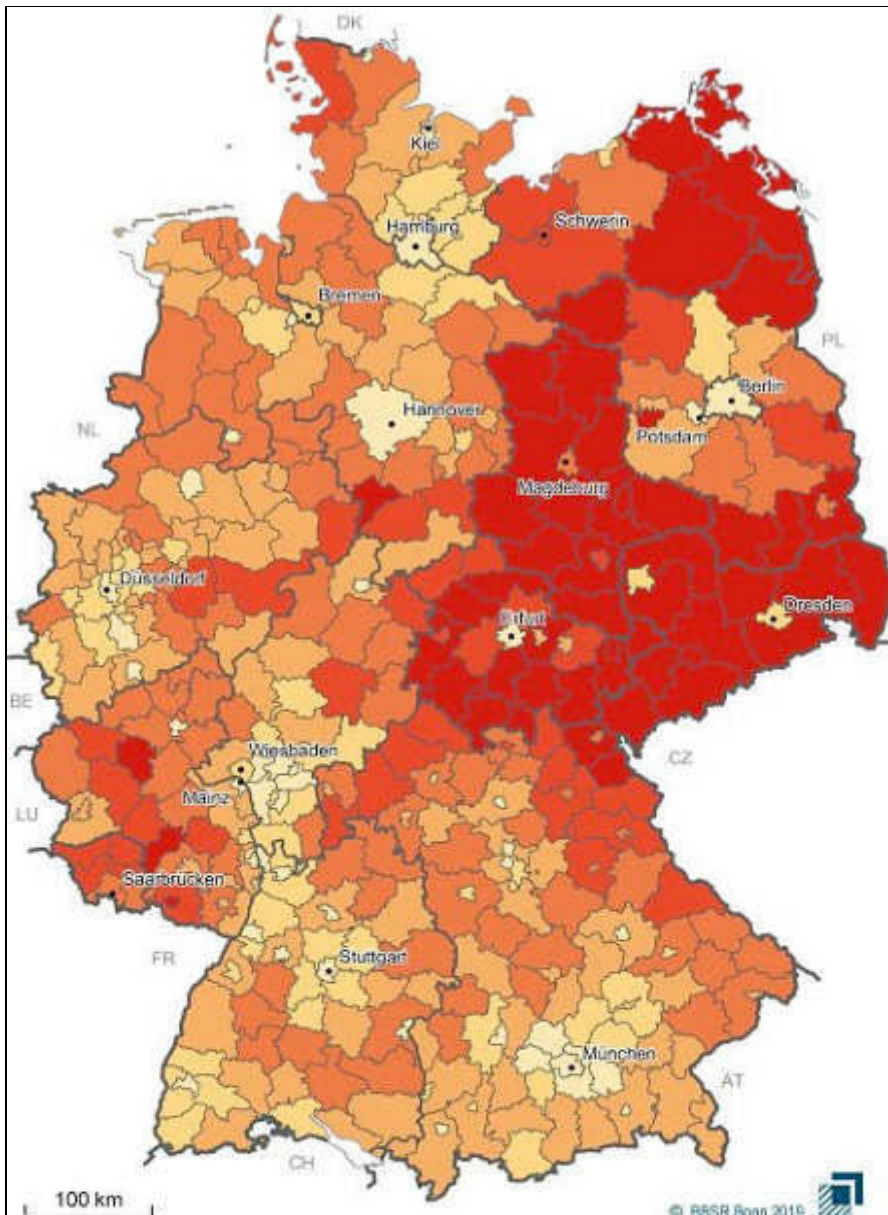 DK
Kiel
Schwerin
Hamburg
Bremen
PL
Berlin
Hannover
NL
Potsdam
Magdeburg
Düsseldorf
Erfurt
Dresden
BE
Wiesbaden
CZ
Mainz
LU
Saarbrücken
FR
Stuttgart
München
AT
CH
100 km
© BBSR Bonn 2019